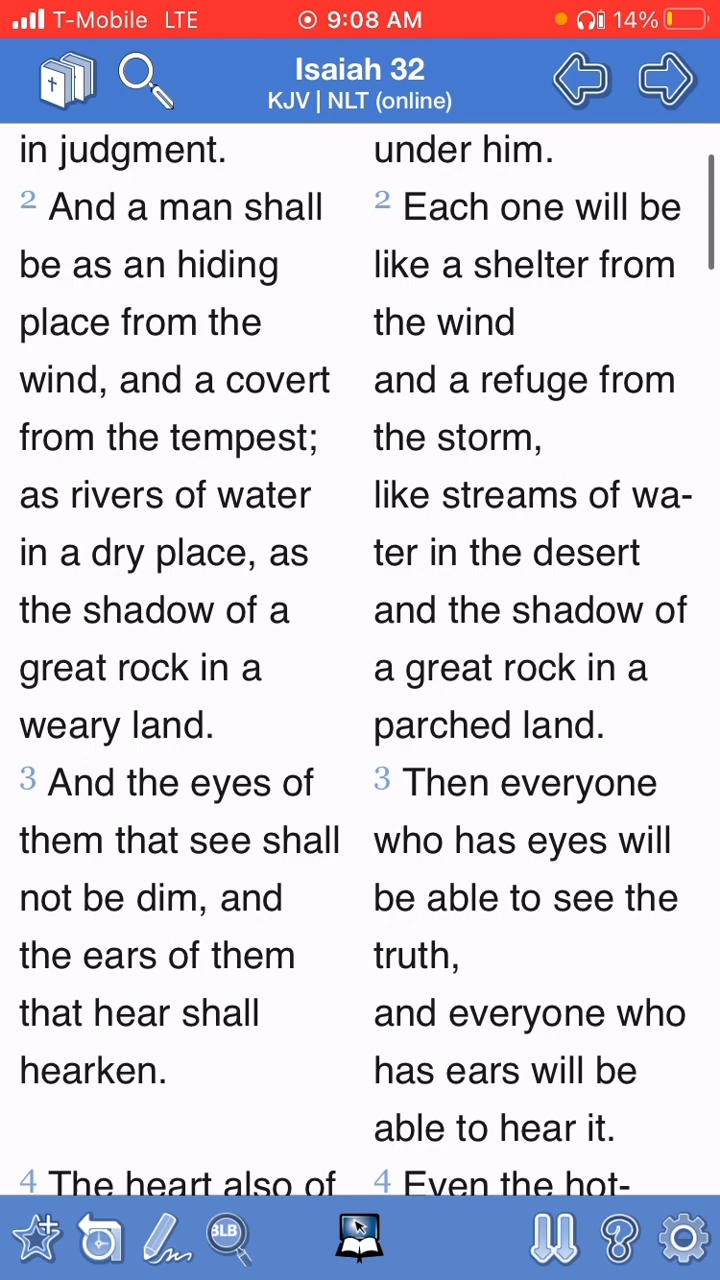 T-Mobile LTE 9:08 AM 14%
Isaiah 32
KJV | NLT (online)
in judgment.
2 And a man shall
be as an hiding
place from the
wind, and a covert
from the tempest;
as rivers of water
in a dry place, as
the shadow of a
great rock in a
weary land.
3 And the eyes of
them that see shall
not be dim, and
the ears of them
that hear shall
hearken.
4 The heart also of
under him.
2 Each one will be
like a shelter from
the wind
and a refuge from
the storm,
like streams of wa-
ter in the desert
and the shadow of
a great rock in a
parched land.
3 Then everyone
who has eyes will
be able to see the
truth,
and everyone who
has ears will be
able to hear it.
4 Even the hot-
BLB